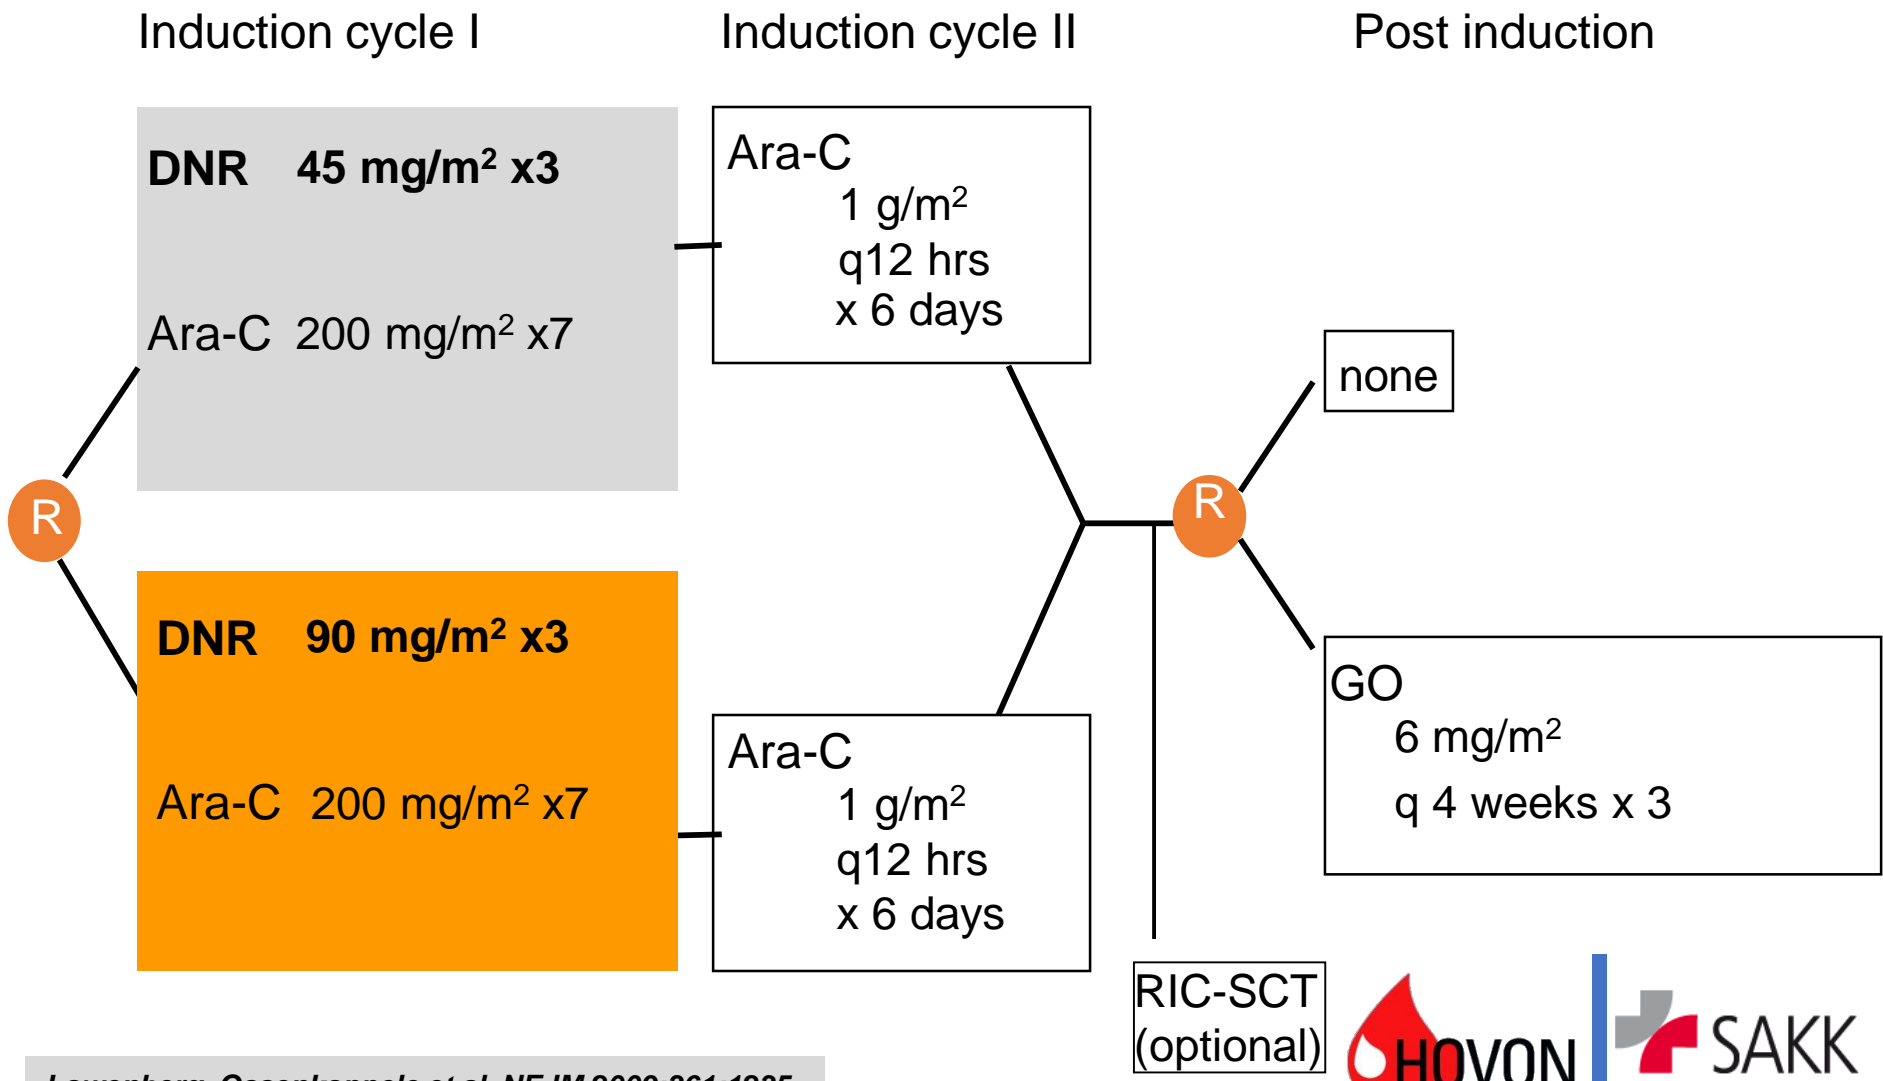 Induction cycle I
Induction cycle II
Post induction
DNR 45 mg/m² x3
Ara-C 200 mg/m² x7
Ara-C
1 g/m²
q12 hrs
x 6 days
R
DNR 90 mg/m² x3
Ara-C 200 mg/m² x7
Ara-C
1 g/m²
q12 hrs
x 6 days
R
none
GO
6 mg/m²
q 4 weeks x 3
RIC-SCT
(optional)
HOVON
SAKK
et al